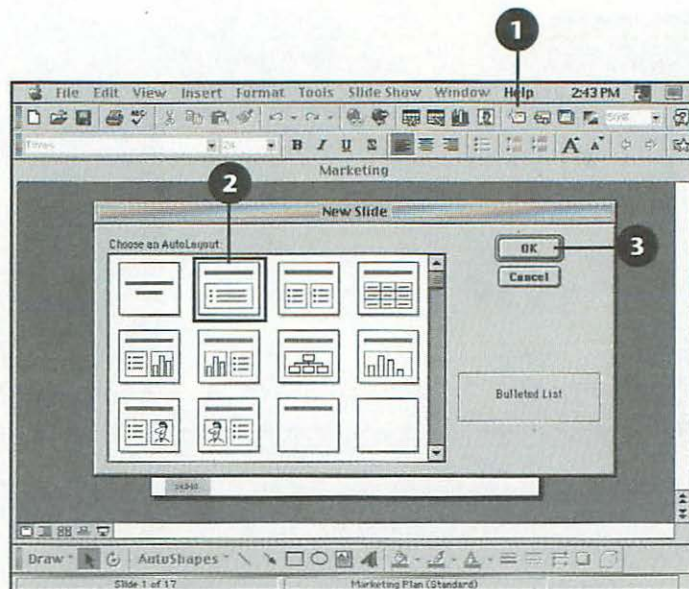 1
File Edit View Insert Format Tools Slide Show Window Help 2:43 PM
Times 24 B I U S A A
Marketing
2
New Slide
Choose an AutoLayout:
OK
3
Cancel
Bulleted List
Draw AutoShapes A
Slide 1 of 17 Marketing Plan (Standard)